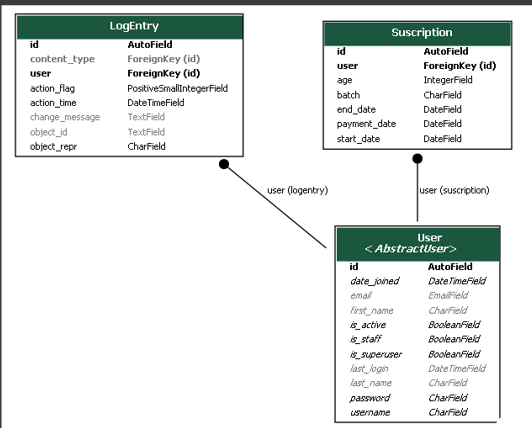 LogEntry
id AutoField
content_type ForeignKey (id)
user ForeignKey (id)
action_flag PositiveSmallIntegerField
action_time DateTimeField
change_message TextField
object_id TextField
object_repr CharField
Suscription
id AutoField
user ForeignKey (id)
age IntegerField
batch CharField
end_date DateField
payment_date DateField
start_date DateField
user (logentry)
user (suscription)
User
<AbstractUser>
id AutoField
date_joined DateTimeField
email EmailField
first_name CharField
is_active BooleanField
is_staff BooleanField
is_superuser BooleanField
last_login DateTimeField
last_name CharField
password CharField
username CharField